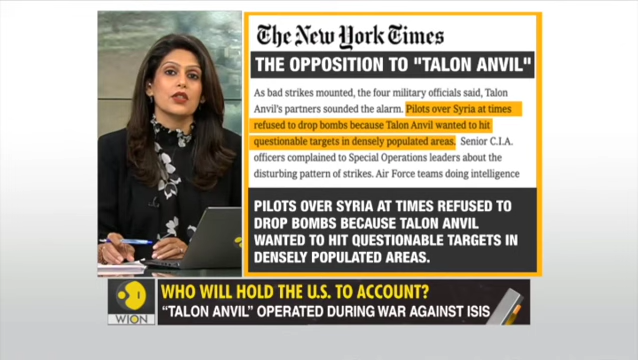 The New York Times
THE OPPOSITION TO "TALON ANVIL"
As bad strikes mounted, the four military officials said, Talon
Anvil's partners sounded the alarm. Pilots over Syria at times
refused to drop bombs because Talon Anvil wanted to hit
questionable targets in densely populated areas. Senior C.I.A.
officers complained to Special Operations leaders about the
disturbing pattern of strikes. Air Force teams doing intelligence
PILOTS OVER SYRIA AT TIMES REFUSED TO
DROP BOMBS BECAUSE TALON ANVIL
WANTED TO HIT QUESTIONABLE TARGETS IN
DENSELY POPULATED AREAS.
WHO WILL HOLD THE U.S. TO ACCOUNT?
"TALON ANVIL" OPERATED DURING WAR AGAINST ISIS
WION